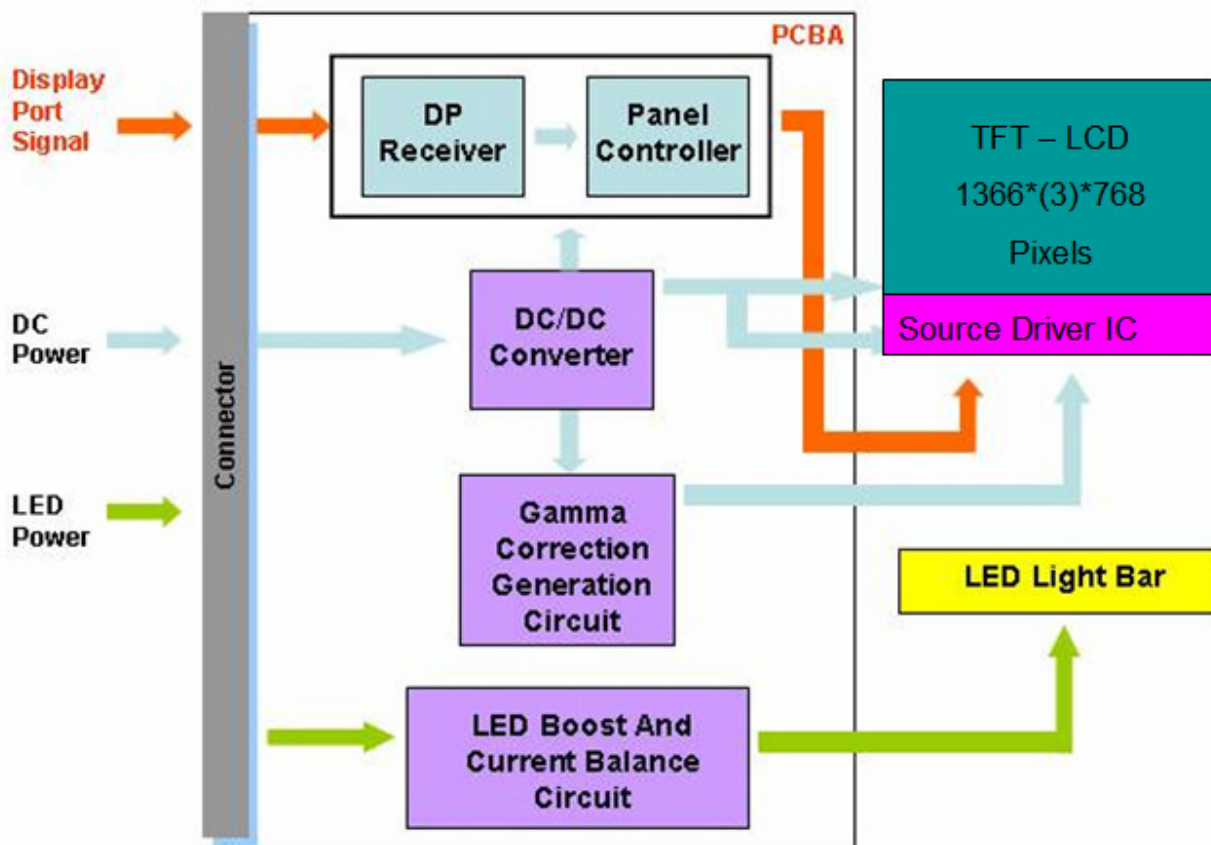 PCBA
Display
Port
Signal
DP
Receiver
Panel
Controller
TFT – LCD
1366*(3)*768
Pixels
Source Driver IC
DC
Power
DC/DC
Converter
Connector
LED
Power
Gamma
Correction
Generation
Circuit
LED Light Bar
LED Boost And
Current Balance
Circuit